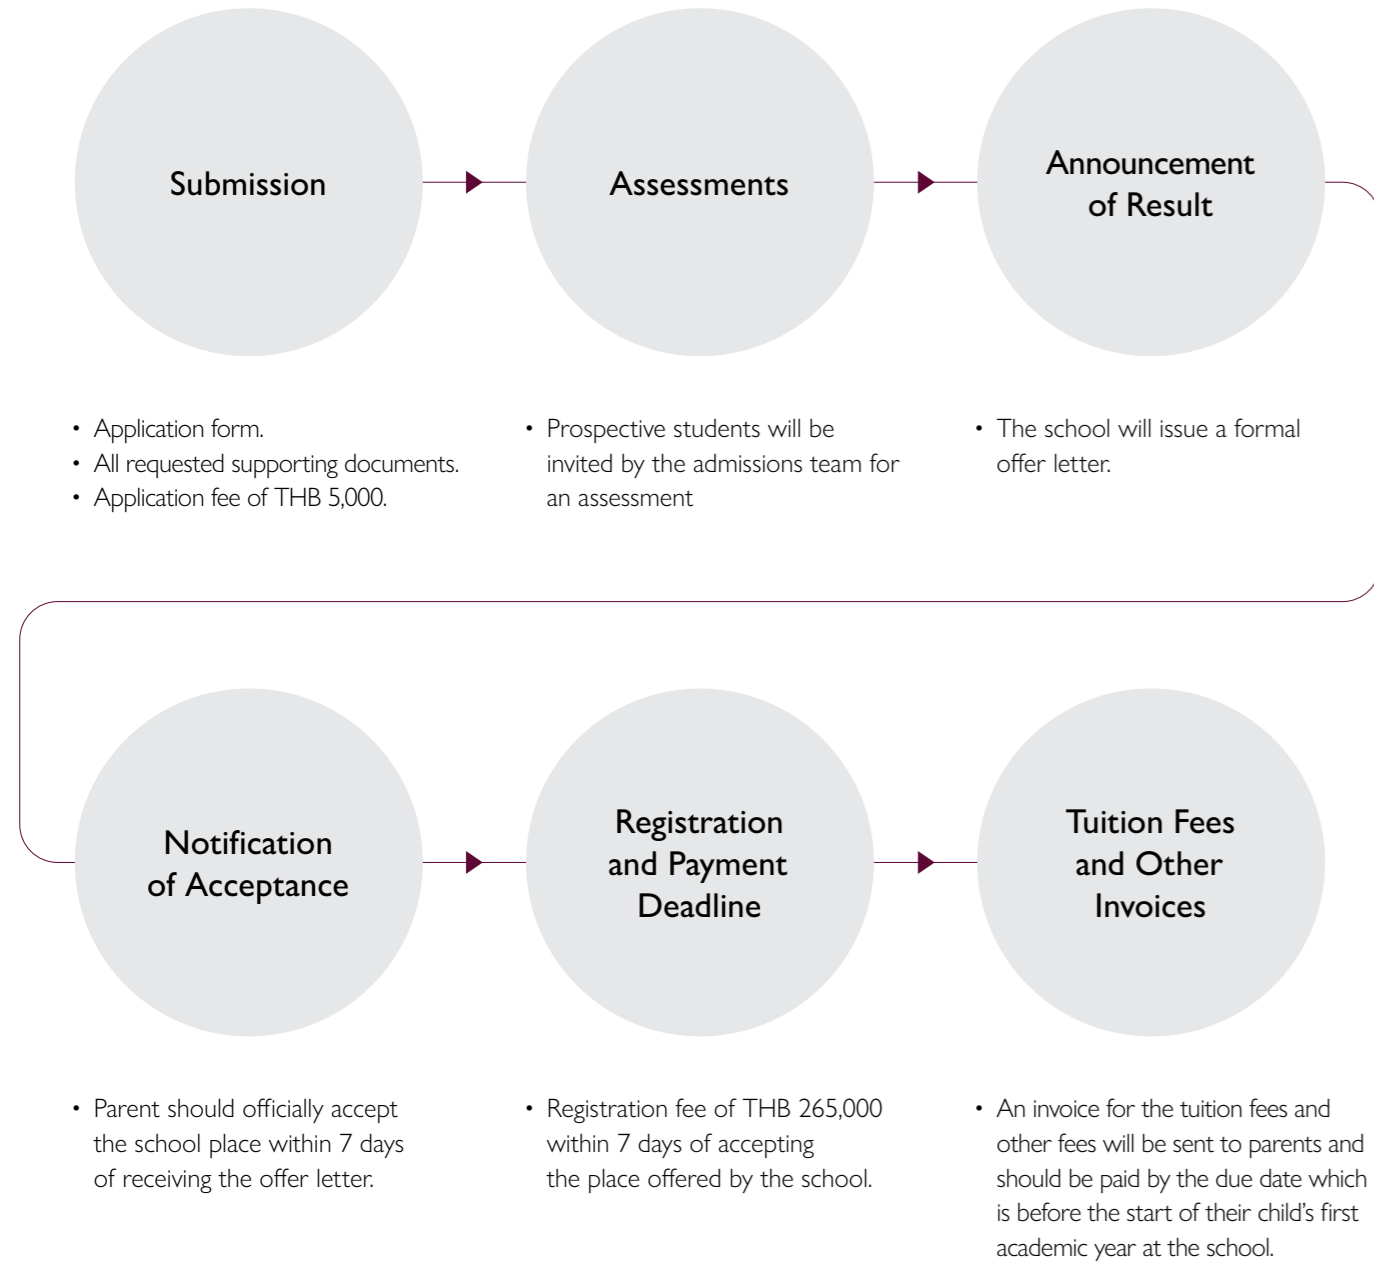 Submission
Assessments
Announcement
of Result
• Application form.
• All requested supporting documents.
• Application fee of THB 5,000.
• Prospective students will be
invited by the admissions team for
an assessment
• The school will issue a formal
offer letter.
Notification
of Acceptance
Registration
and Payment
Deadline
Tuition Fees
and Other
Invoices
• Parent should officially accept
the school place within 7 days
of receiving the offer letter.
• Registration fee of THB 265,000
within 7 days of accepting
the place offered by the school.
• An invoice for the tuition fees and
other fees will be sent to parents and
should be paid by the due date which
is before the start of their child’s first
academic year at the school.